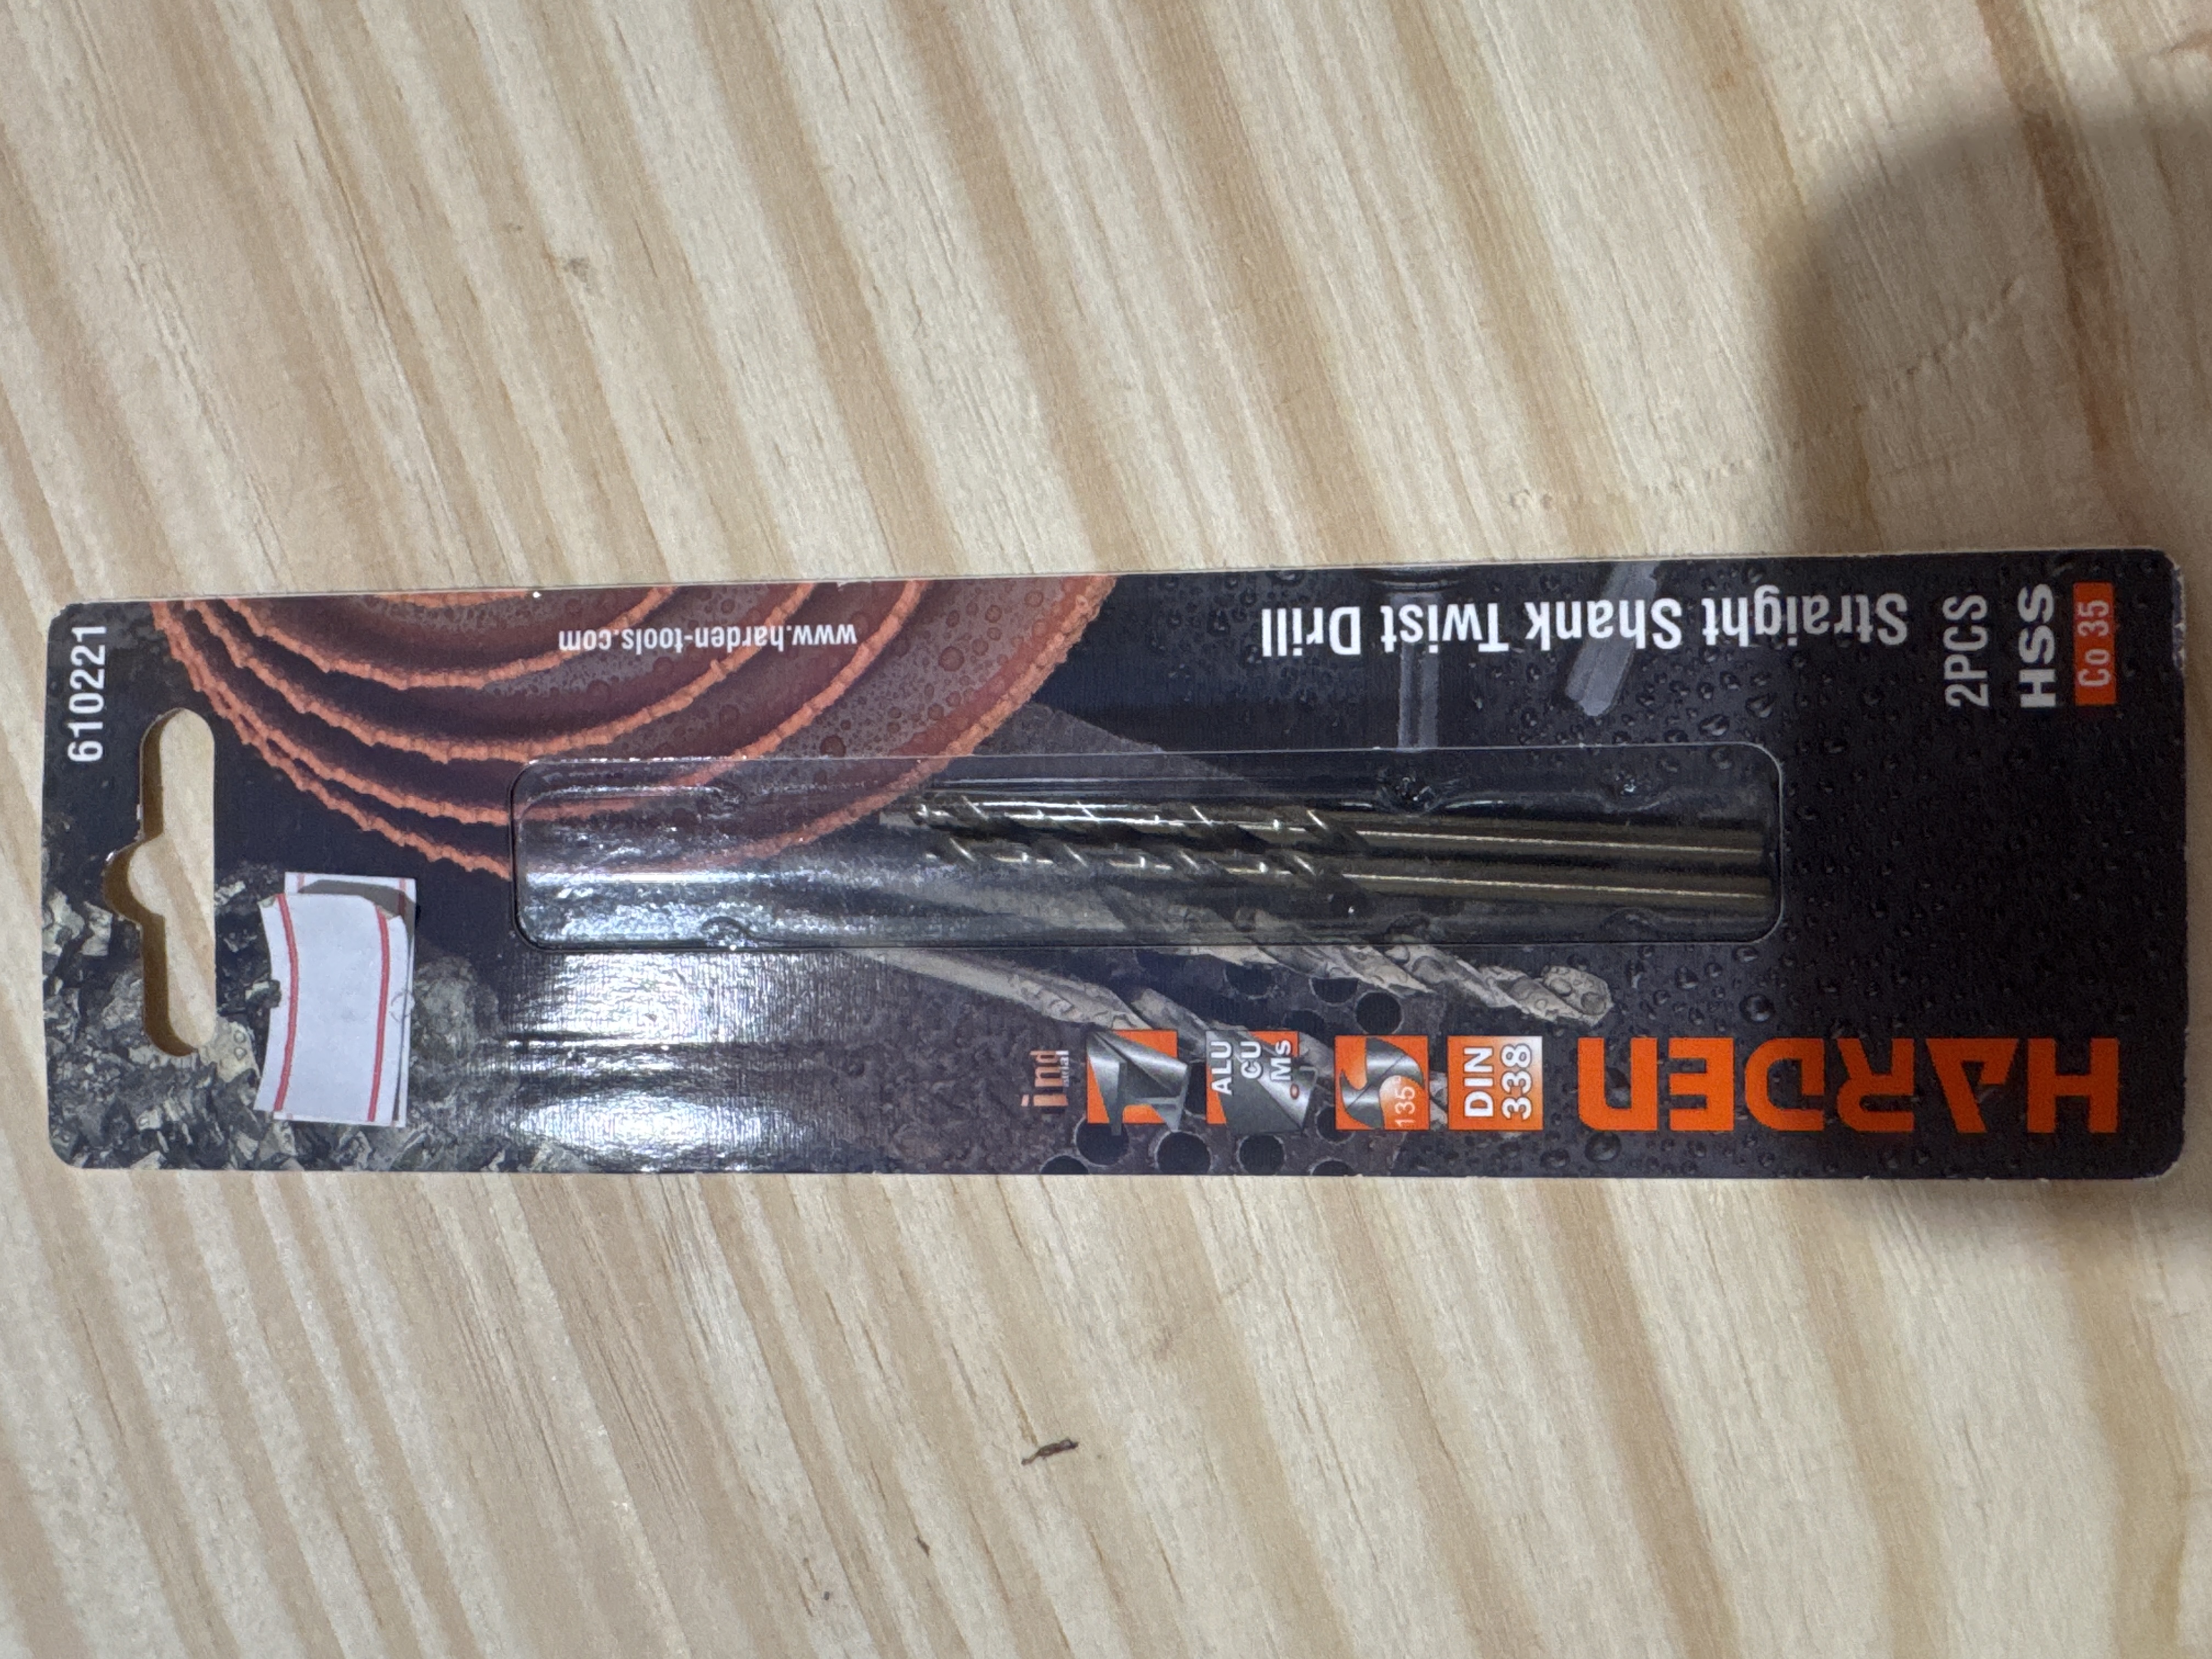 610221
www.harden-tools.com
Straight Shank Twist Drill
2PCS
HSS
Co 35
HARDEN
DIN
338
135°
ALU
CU
Ms
ind